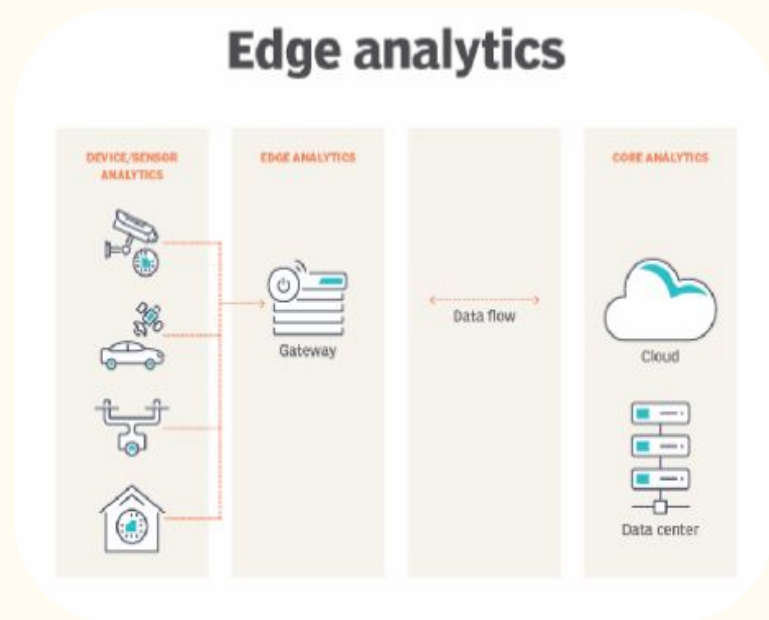 Edge analytics
DEVICE/SENSOR
ANALYTICS
EDGE ANALYTICS
CORE ANALYTICS
Gateway
Data flow
Cloud
Data center